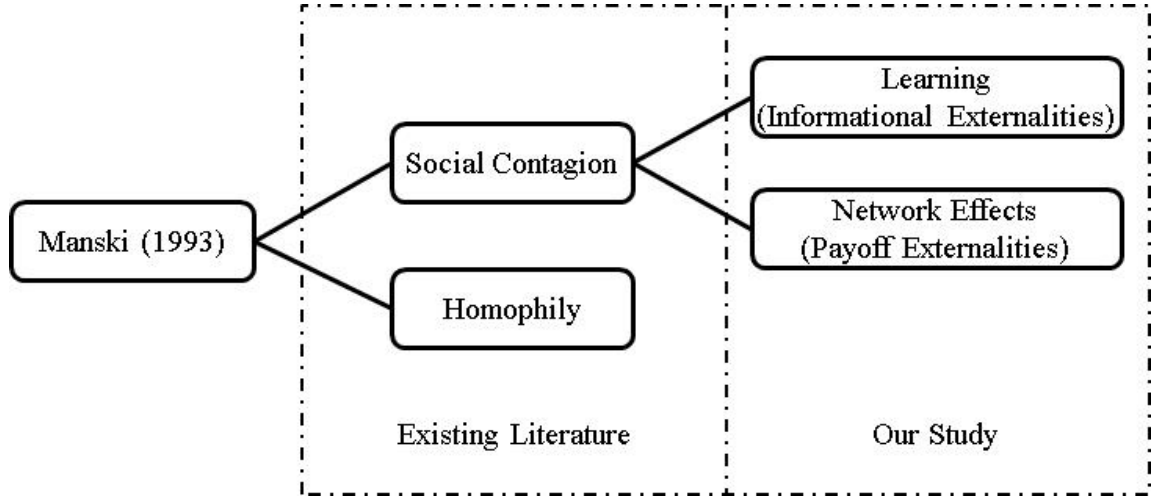 Manski (1993)
Social Contagion
Homophily
Existing Literature
Learning
(Informational Externalities)
Network Effects
(Payoff Externalities)
Our Study